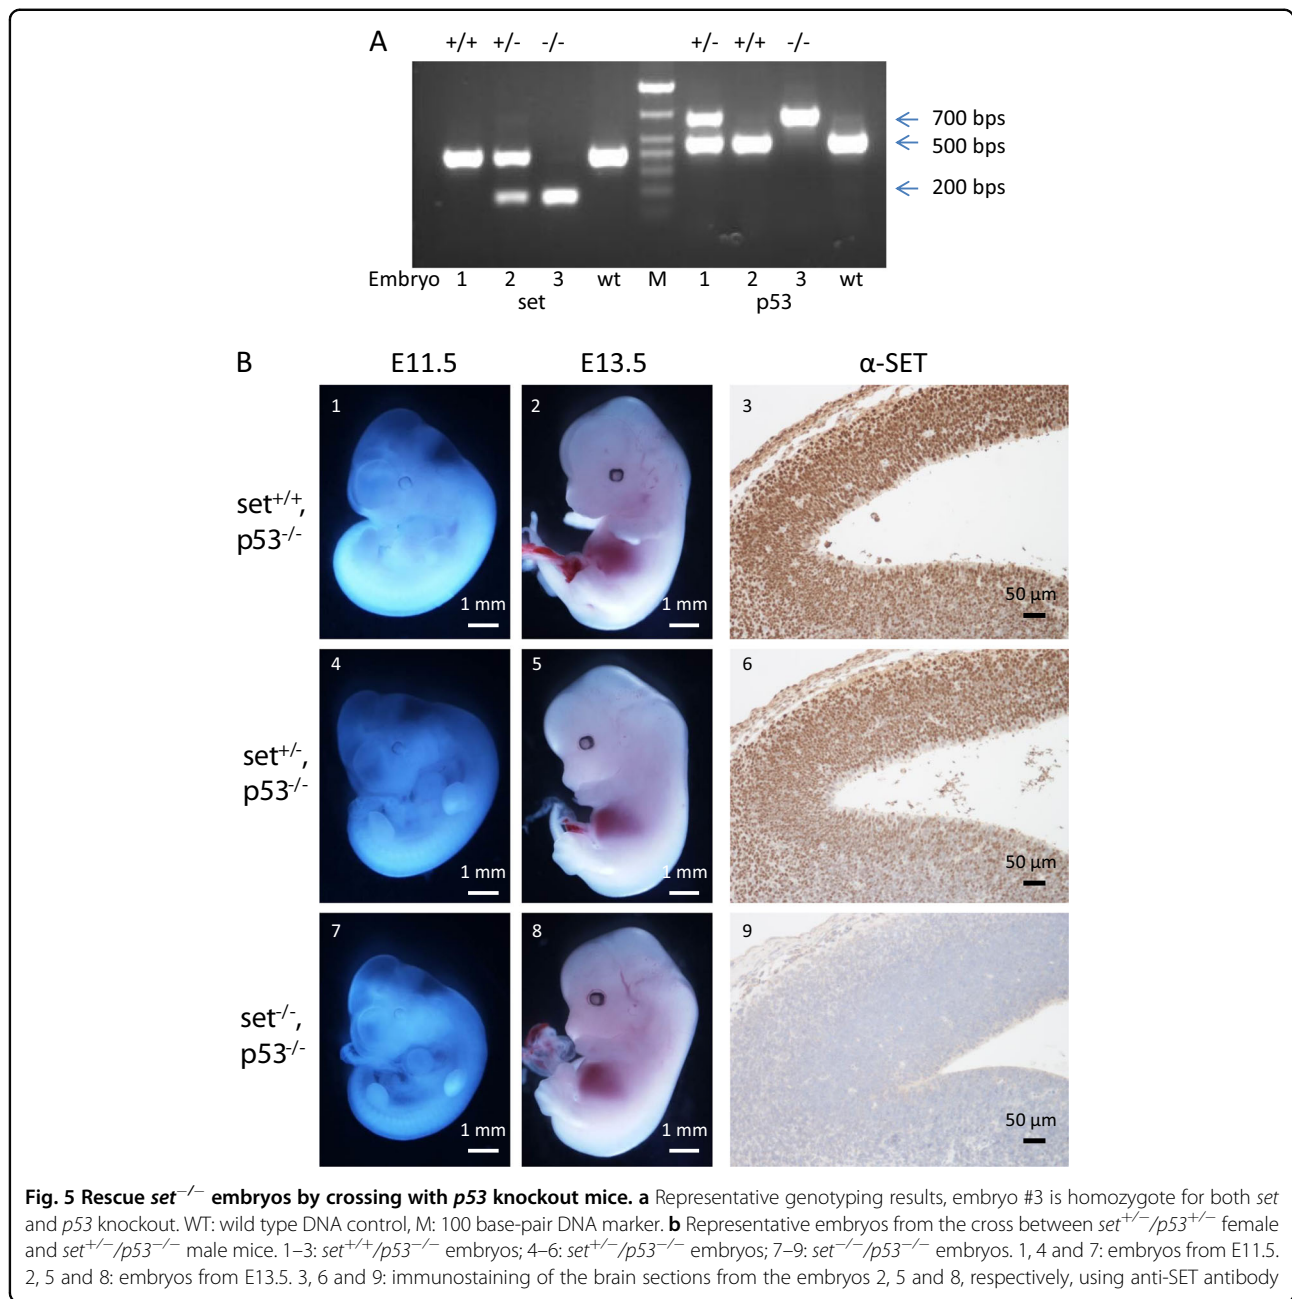 A
+/+ +/- -/- +/- +/+ -/-
700 bps
500 bps
200 bps
Embryo 1 2 3 wt M 1 2 3 wt
set p53
B E11.5 E13.5 α-SET
1 2 3
set+/+,
p53-/-
1 mm 1 mm 50 µm
4 5 6
set+/-,
p53-/-
1 mm 1 mm 50 µm
7 8 9
set-/-,
p53-/-
1 mm 1 mm 50 µm
Fig. 5 Rescue set−/− embryos by crossing with p53 knockout mice. a Representative genotyping results, embryo #3 is homozygote for both set
and p53 knockout. WT: wild type DNA control, M: 100 base-pair DNA marker. b Representative embryos from the cross between set+/−/p53+/− female
and set+/−/p53−/− male mice. 1–3: set+/+/p53−/− embryos; 4–6: set+/−/p53−/− embryos; 7–9: set−/−/p53−/− embryos. 1, 4 and 7: embryos from E11.5.
2, 5 and 8: embryos from E13.5. 3, 6 and 9: immunostaining of the brain sections from the embryos 2, 5 and 8, respectively, using anti-SET antibody